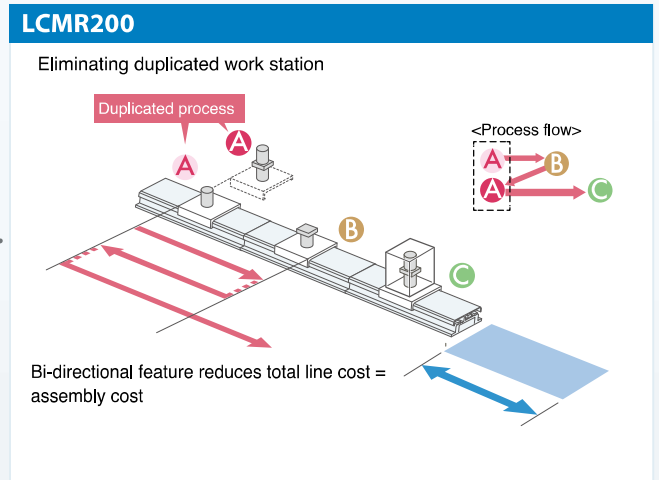 LCMR200
Eliminating duplicated work station
Duplicated process
A
A
<Process flow>
A
B
A
C
B
C
Bi-directional feature reduces total line cost =
assembly cost